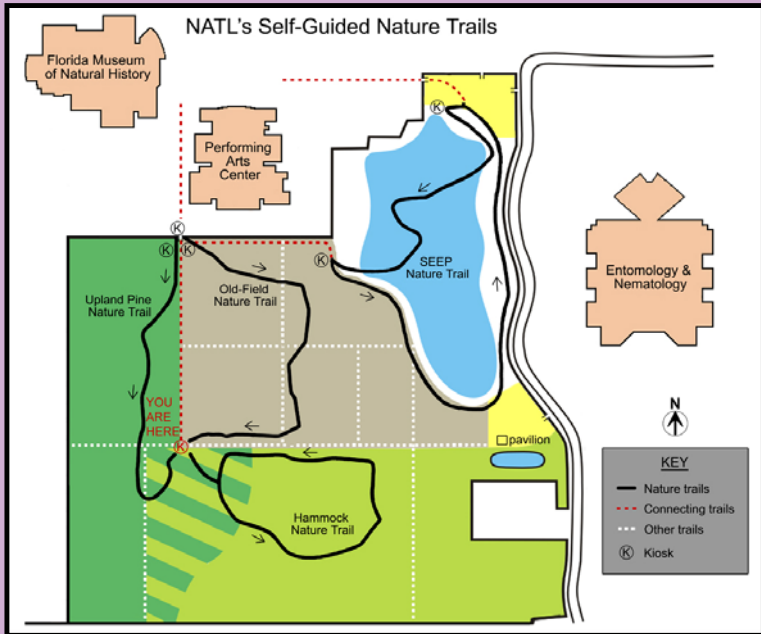 NATL's Self-Guided Nature Trails
Florida Museum
of Natural History
Performing
Arts
Center
K
K
K
K
K
SEEP
Nature Trail
Entomology &
Nematology
Upland Pine
Nature Trail
Old-Field
Nature Trail
YOU
ARE
HERE
K
pavilion
Hammock
Nature Trail
N
KEY
Nature trails
Connecting trails
Other trails
K Kiosk